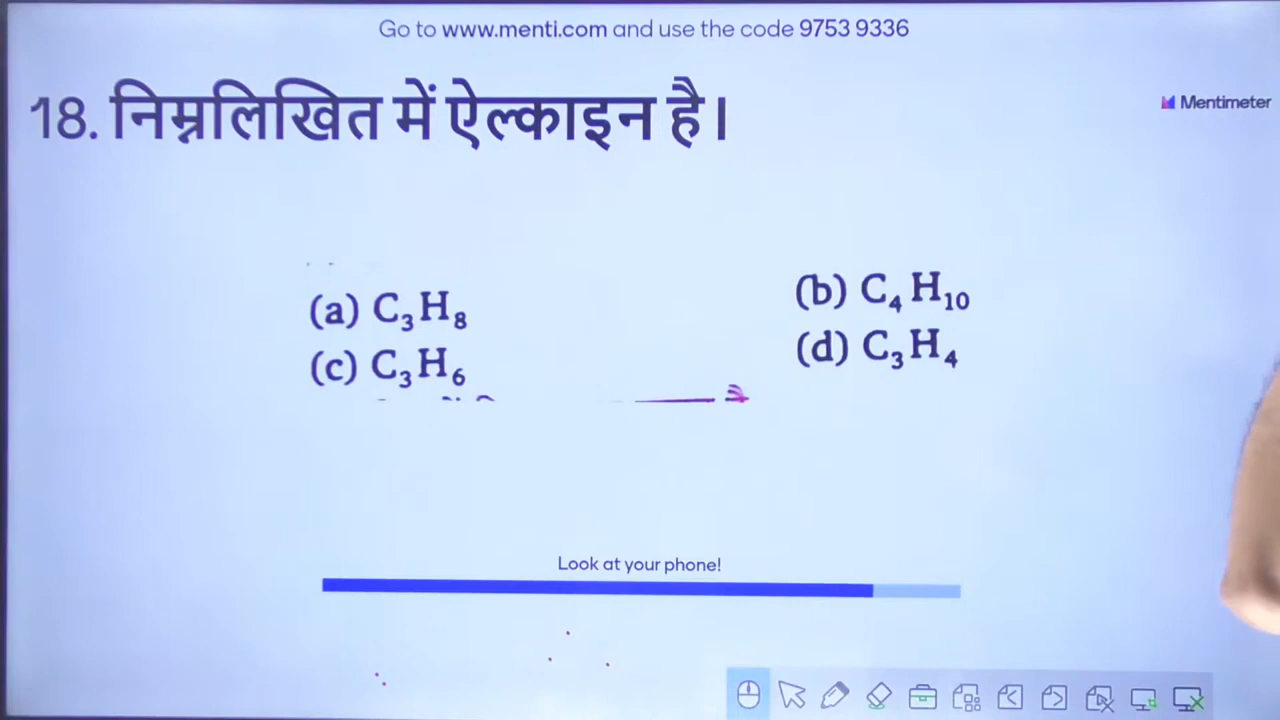 Go to www.menti.com and use the code 9753 9336
18. निम्नलिखित में ऐल्काइन है।
Mentimeter
(a) C₃H₈
(b) C₄H₁₀
(c) C₃H₆
(d) C₃H₄
Look at your phone!